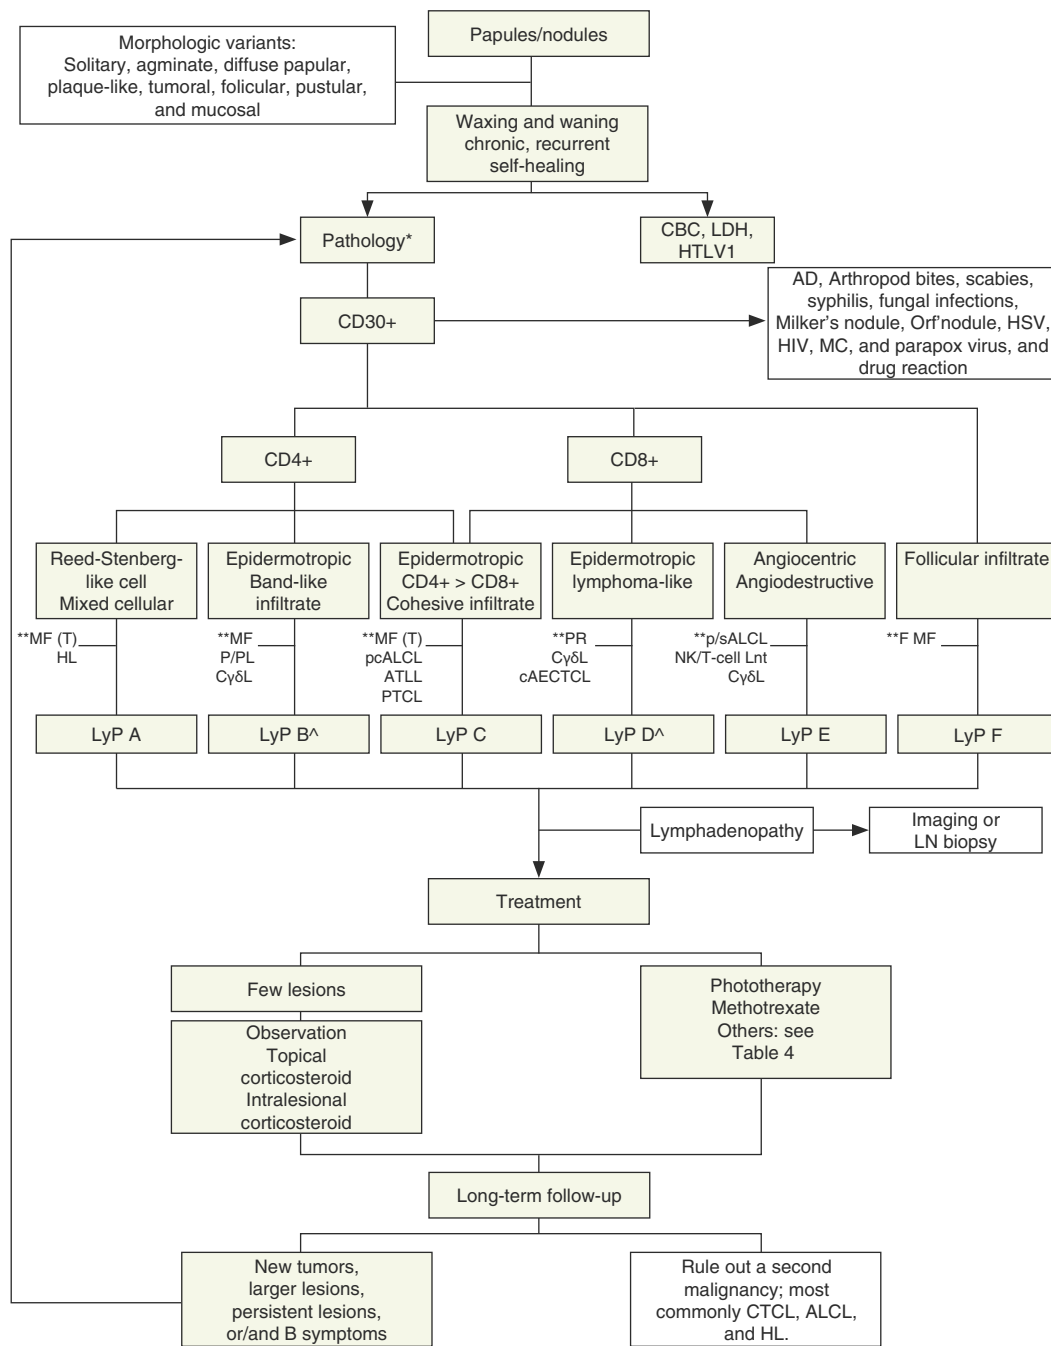 Papules/nodules
Morphologic variants:
Solitary, agminate, diffuse papular,
plaque-like, tumoral, follicular, pustular,
and mucosal
Waxing and waning
chronic, recurrent
self-healing
Pathology*
CBC, LDH,
HTLV1
CD30+
AD, Arthropod bites, scabies,
syphilis, fungal infections,
Milker's nodule, Orf'nodule, HSV,
HIV, MC, and parapox virus, and
drug reaction
CD4+
CD8+
Reed-Stenberg-
like cell
Mixed cellular
Epidermotropic
Band-like
infiltrate
Epidermotropic
CD4+ > CD8+
Cohesive infiltrate
Epidermotropic
lymphoma-like
Angiocentric
Angiodestructive
Follicular infiltrate
**MF (T)
HL
**MF
P/PL
CγδL
**MF (T)
pcALCL
ATLL
PTCL
**PR
CγδL
cAECTCL
**p/sALCL
NK/T-cell Lnt
CγδL
**F MF
LyP A
LyP B^
LyP C
LyP D^
LyP E
LyP F
Lymphadenopathy
Imaging or
LN biopsy
Treatment
Few lesions
Observation
Topical
corticosteroid
Intralesional
corticosteroid
Phototherapy
Methotrexate
Others: see
Table 4
Long-term follow-up
New tumors,
larger lesions,
persistent lesions,
or/and B symptoms
Rule out a second
malignancy; most
commonly CTCL, ALCL,
and HL.